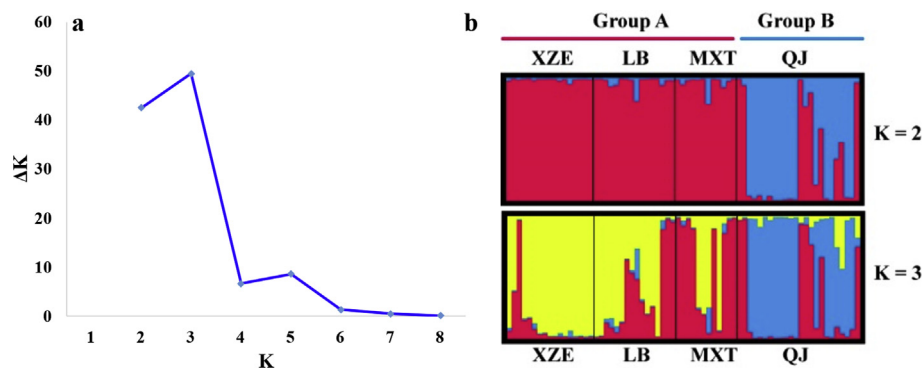 a
60
50
40
30
20
10
0
ΔK
1 2 3 4 5 6 7 8
K
b
Group A Group B
XZE LB MXT QJ
K = 2
K = 3
XZE LB MXT QJ